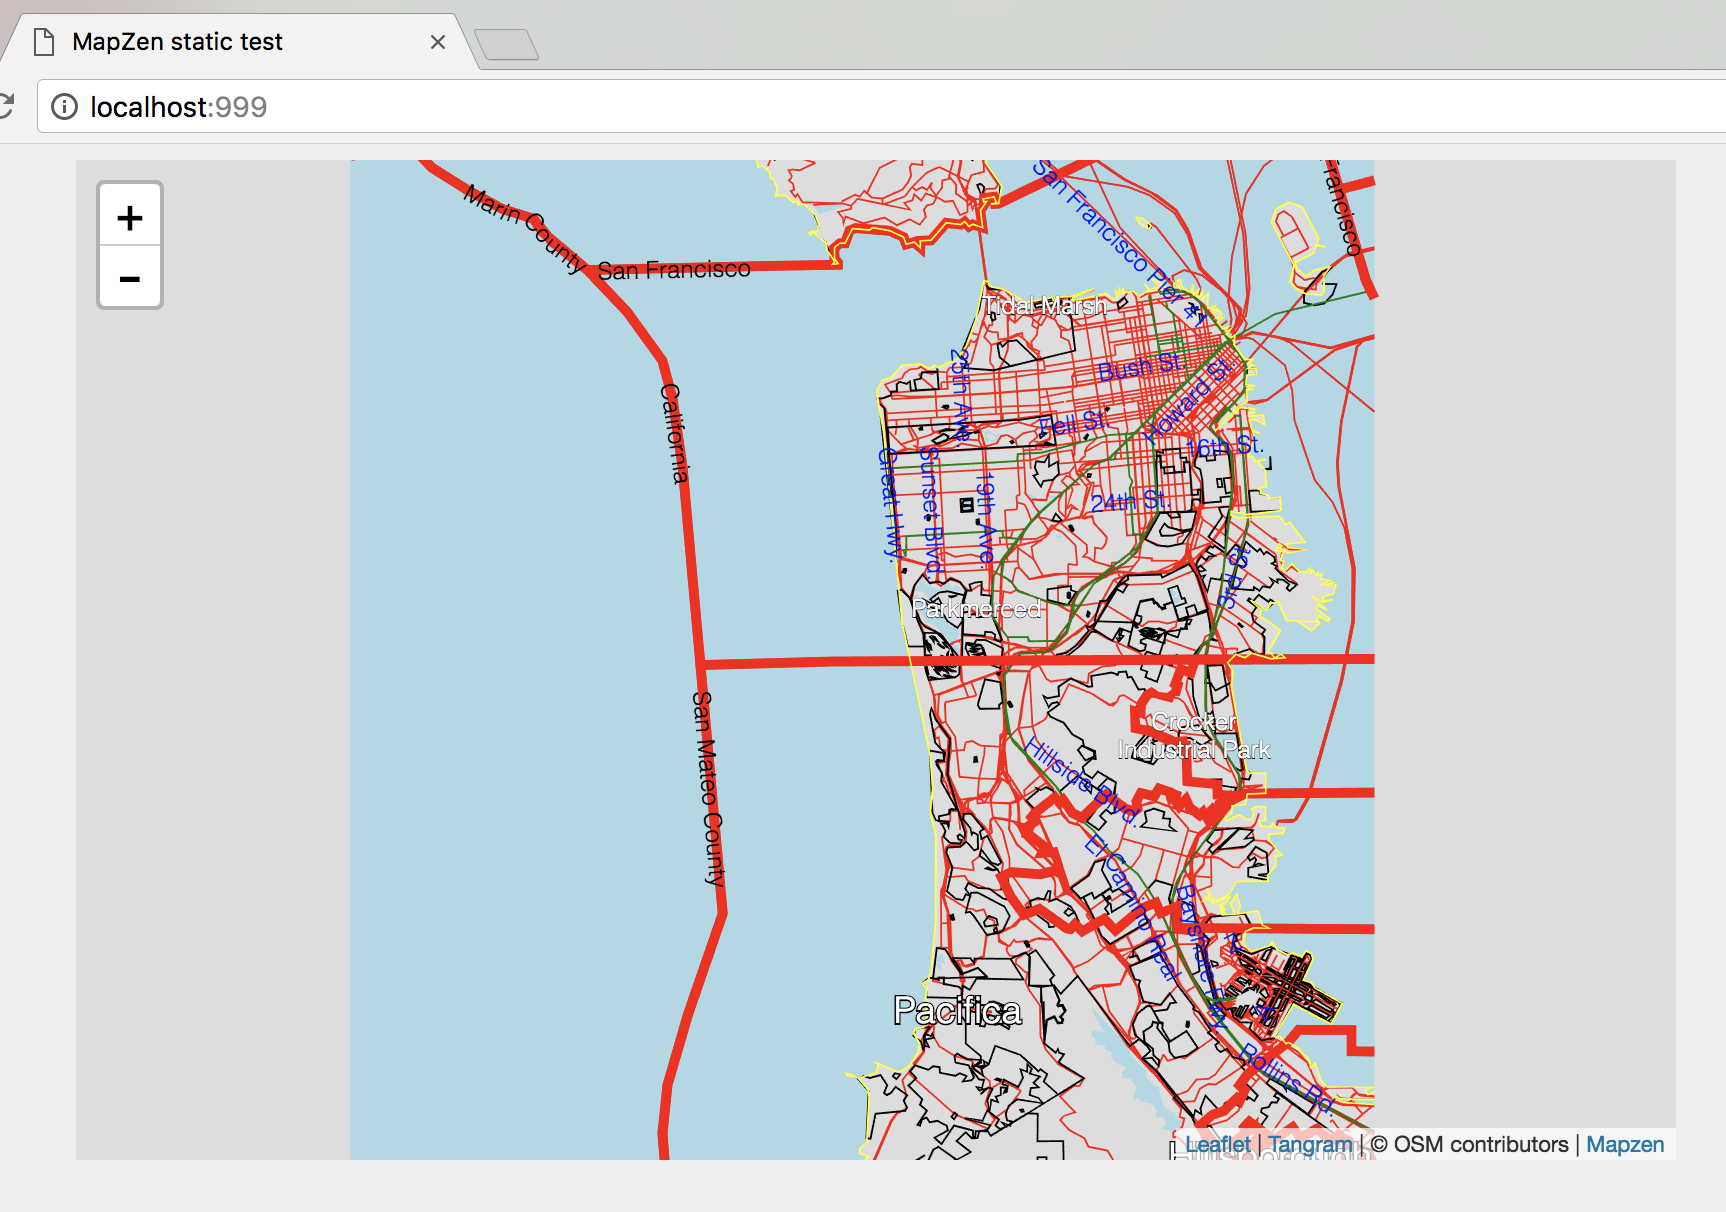 MapZen static test
localhost:999
+
−
Marin County
San Francisco
San Francisco Pier 41
Francisco
Tidal Marsh
California
25th Ave.
Bush St.
Howard St.
Fell St.
16th St.
Great Hwy.
Sunset Blvd.
19th Ave.
24th St.
3rd St.
Parkmerced
San Mateo County
Crocker
Industrial Park
Hillside Blvd.
El Camino Real
Bayshore Hwy
Pacifica
Rollins Rd.
Hillsborough
Leaflet | Tangram | © OSM contributors | Mapzen